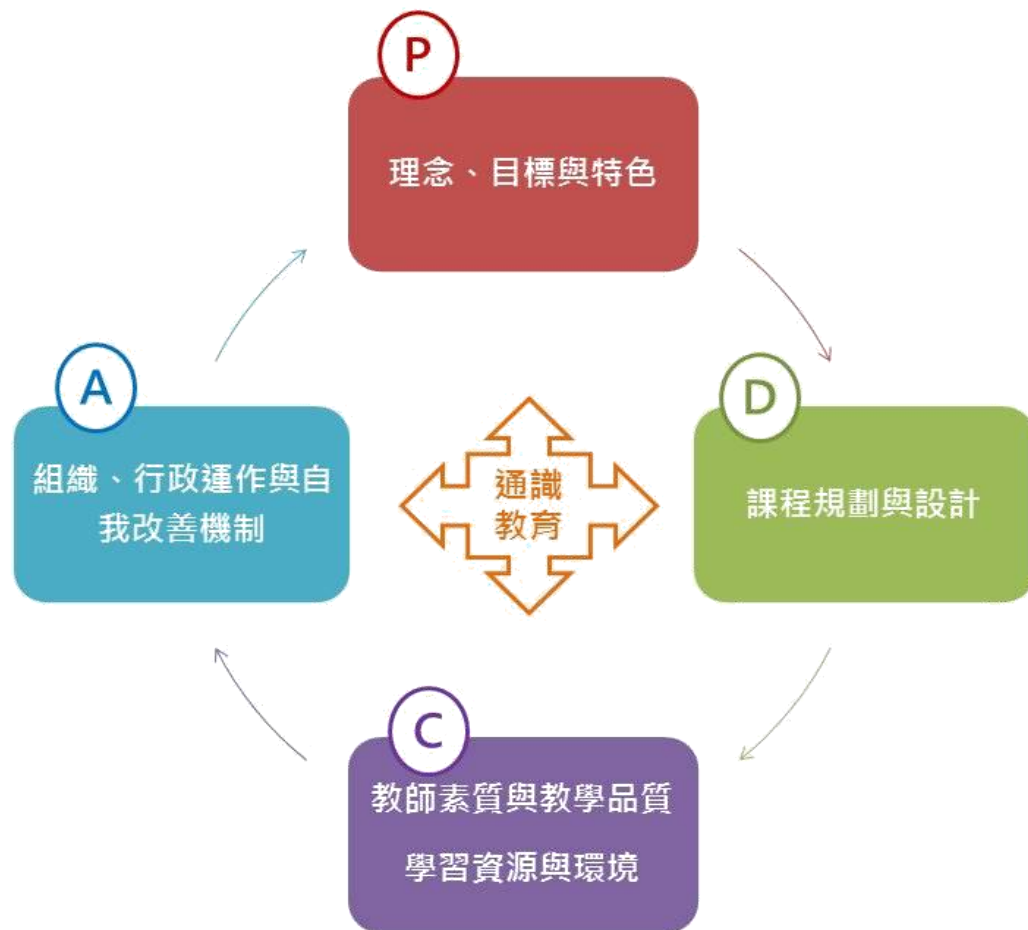 P
理念、目標與特色
A
組織、行政運作與自
我改善機制
通識
教育
D
課程規劃與設計
C
教師素質與教學品質
學習資源與環境